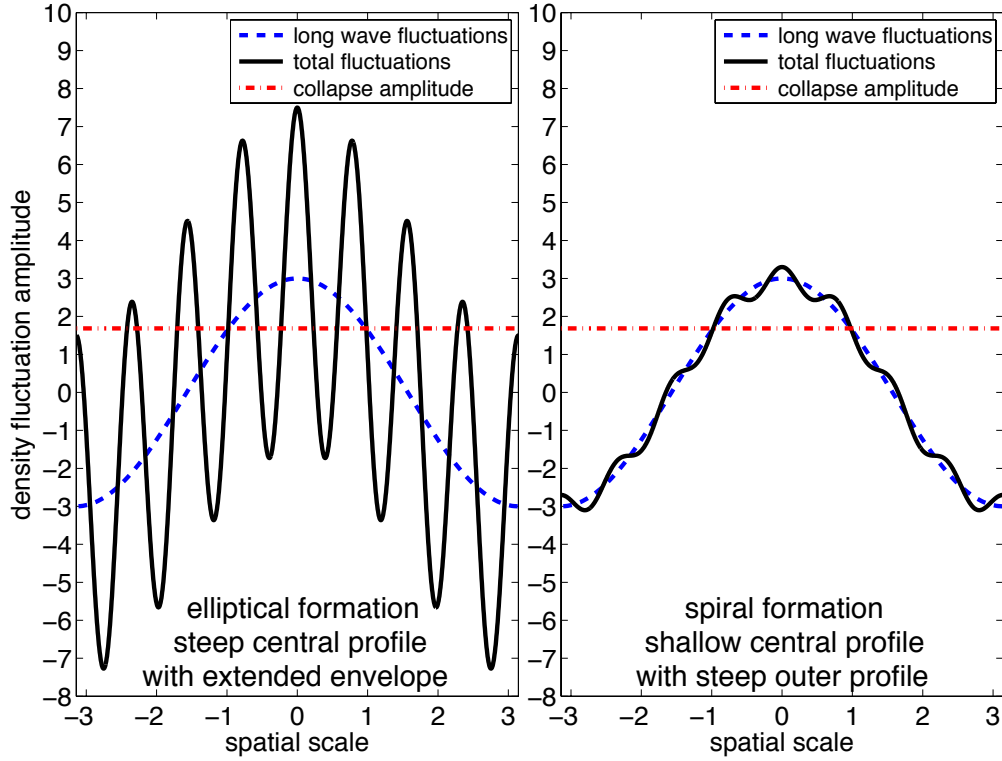 10
9
8
7
6
5
4
3
2
1
0
−1
−2
−3
−4
−5
−6
−7
−8
density fluctuation amplitude
long wave fluctuations
total fluctuations
collapse amplitude
elliptical formation
steep central profile
with extended envelope
−3 −2 −1 0 1 2 3
spatial scale
10
9
8
7
6
5
4
3
2
1
0
−1
−2
−3
−4
−5
−6
−7
−8
long wave fluctuations
total fluctuations
collapse amplitude
spiral formation
shallow central profile
with steep outer profile
−3 −2 −1 0 1 2 3
spatial scale